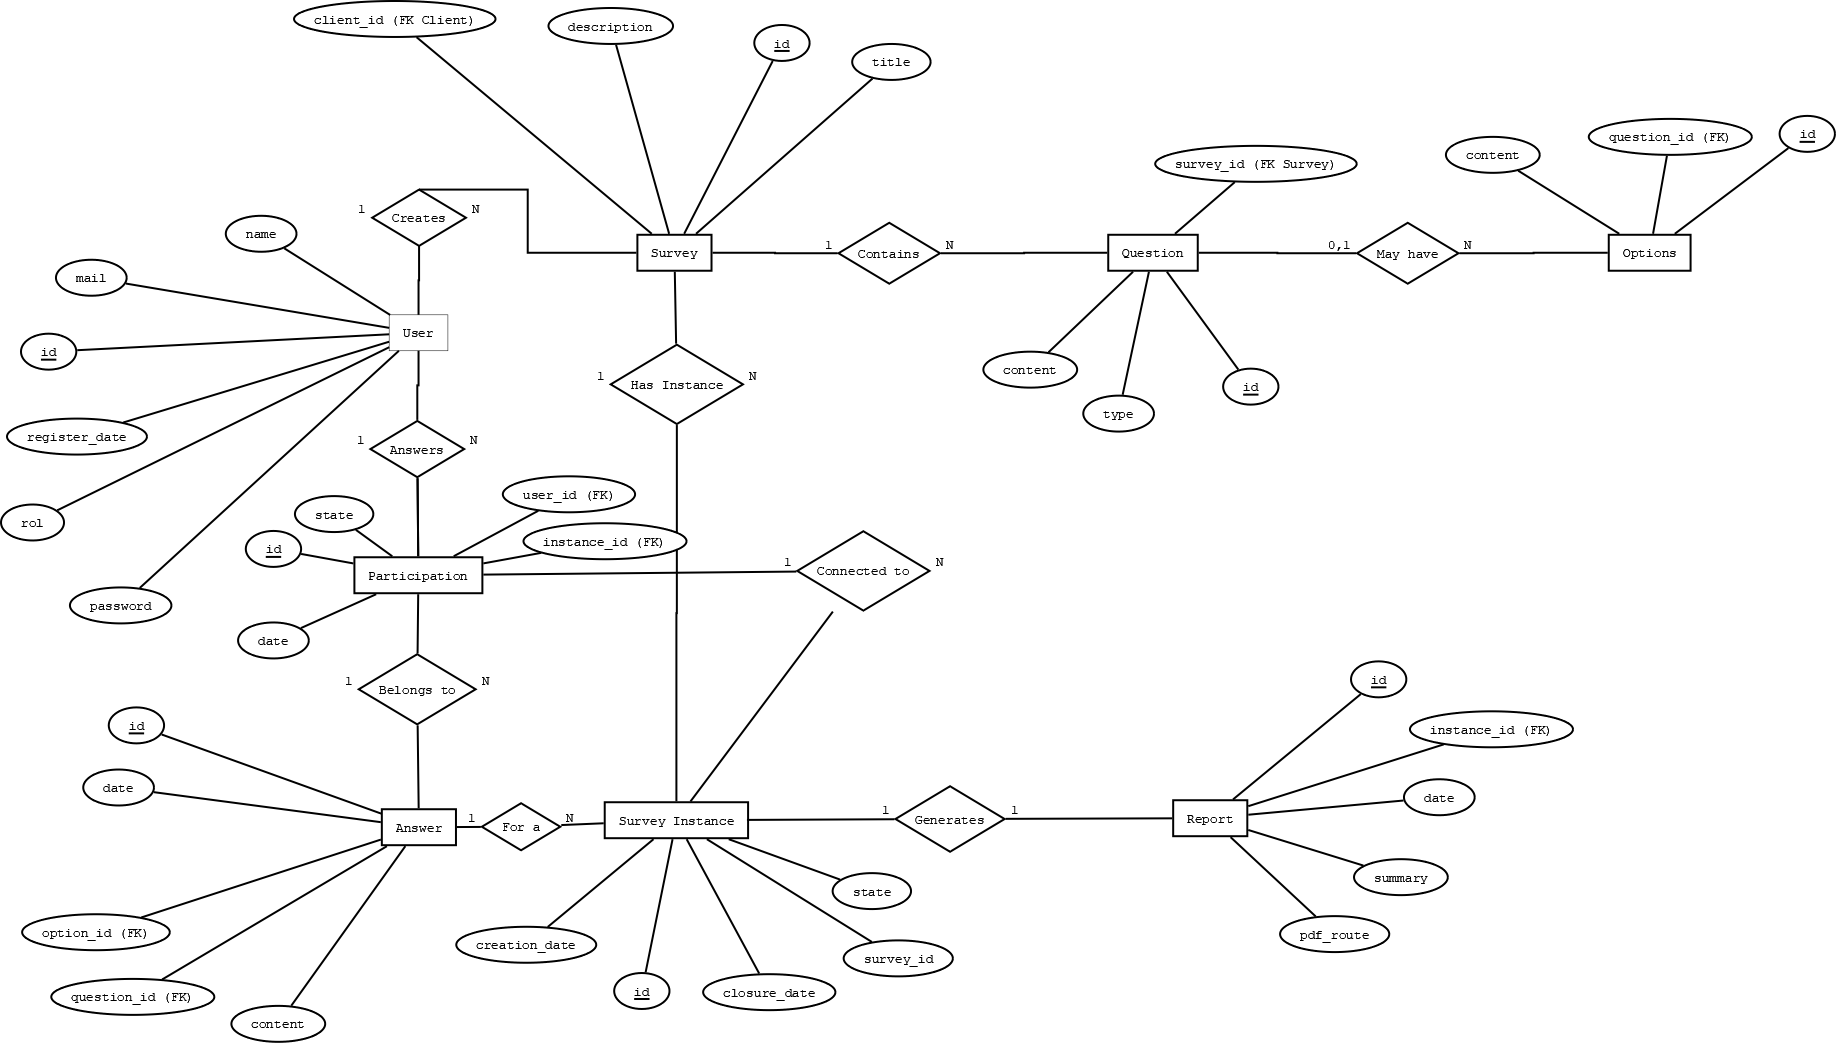 client_id (FK Client)
description
id
title
content
question_id (FK)
id
survey_id (FK Survey)
1
Creates
N
name
Survey
1
Contains
N
Question
0,1
May have
N
Options
mail
User
id
content
type
id
1
Has Instance
N
register_date
1
Answers
N
rol
state
user_id (FK)
id
instance_id (FK)
Participation
1
Connected to
N
password
date
1
Belongs to
N
id
id
instance_id (FK)
date
date
Answer
1
For a
N
Survey Instance
1
Generates
1
Report
state
summary
option_id (FK)
creation_date
survey_id
pdf_route
question_id (FK)
id
closure_date
content